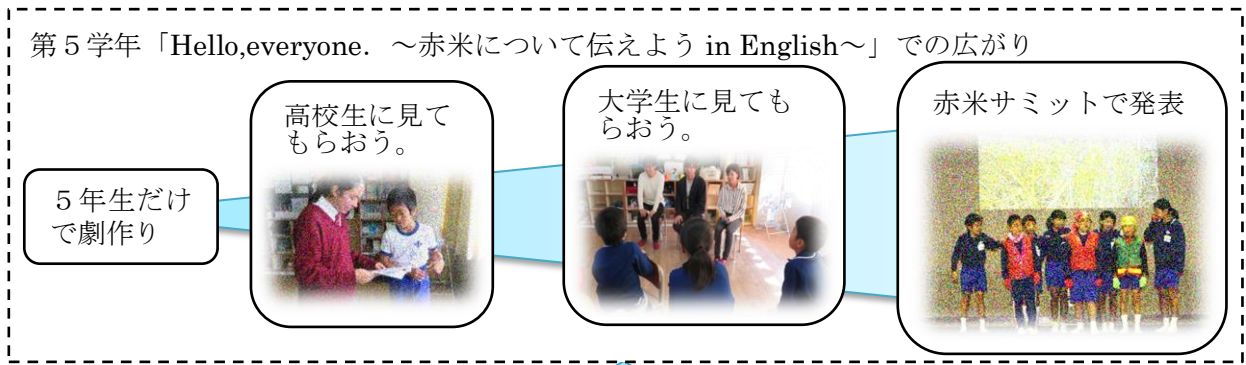 第５学年「Hello,everyone. ～赤米について伝えよう in English～」での広がり
５年生だけ
で劇作り
高校生に見て
もらおう。
大学生に見ても
らおう。
赤米サミットで発表